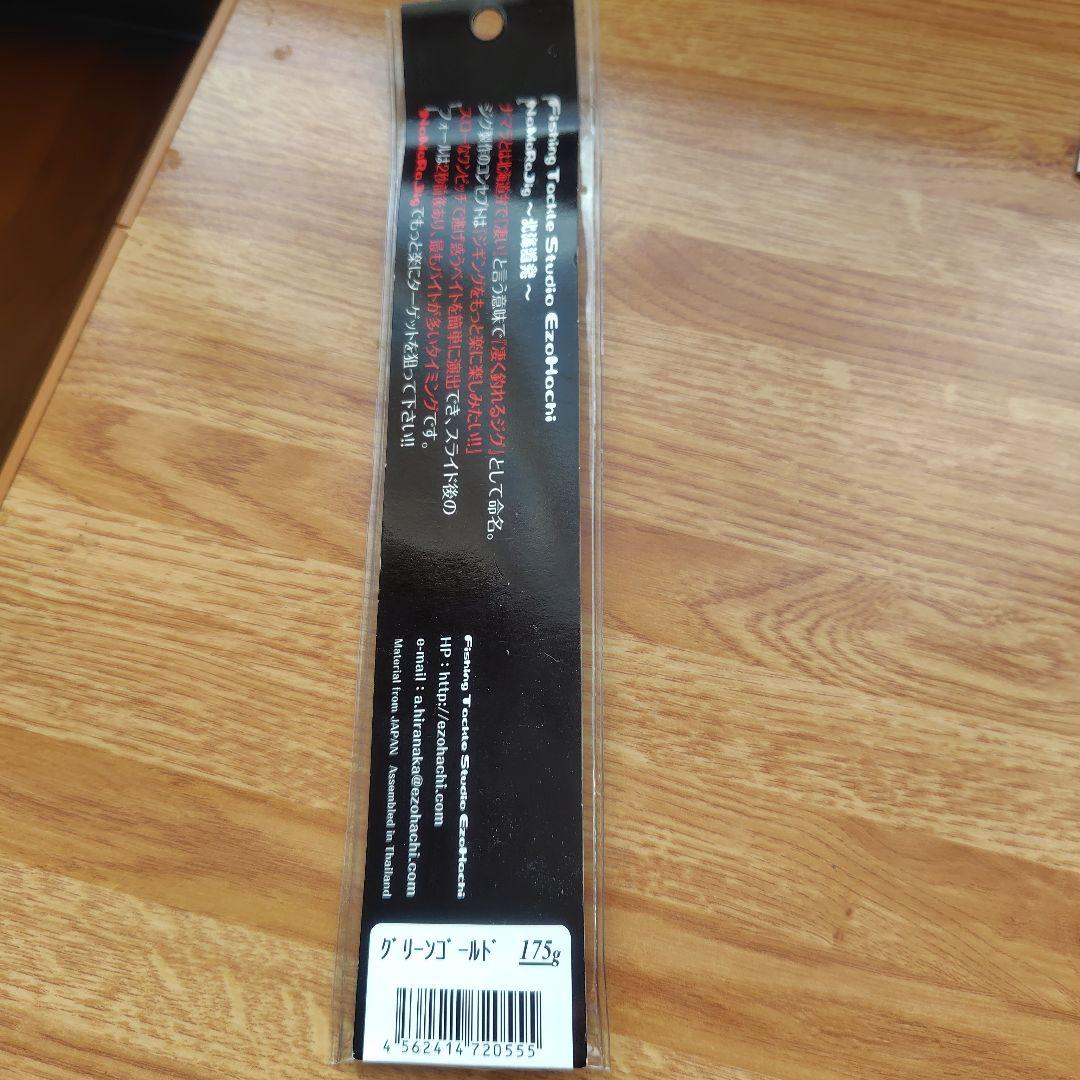 Fishing Tackle Studio EzoHachi
NaMaRaJig ~北海道発~
ナマラとは北海道弁で『凄い』と言う意味で『凄く釣れるジグ』として命名。
ジグ製作のコンセプトは『ジギングをもっと楽に楽しみたい!!』
スローなワンピッチで逃げ惑うベイトを簡単に演出でき、スライド後の
フォールは2秒前後あり、最もバイトが多いタイミングです。
NaMaRaJigでもっと楽にターゲットを狙って下さい!!
Fishing Tackle Studio EzoHachi
HP:http://ezohachi.com
e-mail:a.hiranaka@ezohachi.com
Material from JAPAN Assembled in Thailand
グリーンゴールド 175g
4 562414 720555